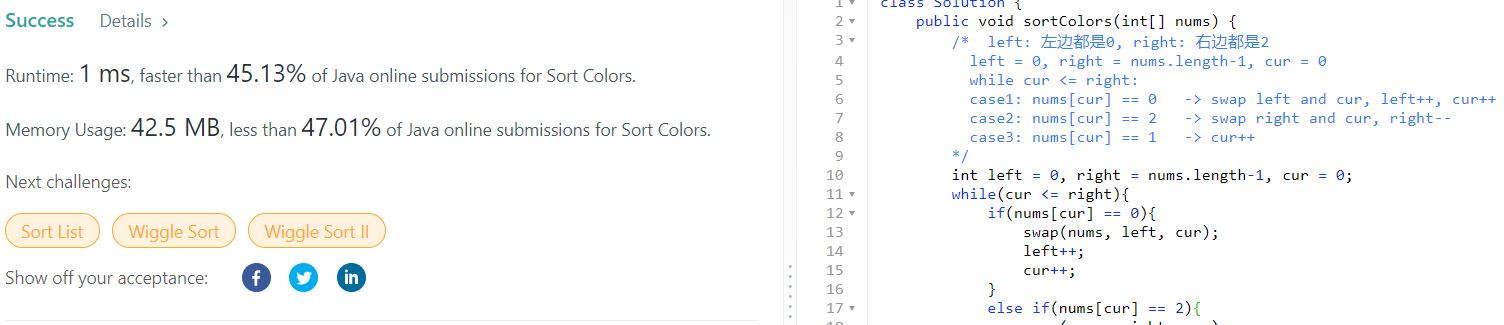 Success Details >
Runtime: 1 ms, faster than 45.13% of Java online submissions for Sort Colors.
Memory Usage: 42.5 MB, less than 47.01% of Java online submissions for Sort Colors.
Next challenges:
Sort List Wiggle Sort Wiggle Sort II
Show off your acceptance:
1 class Solution {
2 public void sortColors(int[] nums) {
3 /* left: 左边都是0, right: 右边都是2
4 left = 0, right = nums.length-1, cur = 0
5 while cur <= right:
6 case1: nums[cur] == 0 -> swap left and cur, left++, cur++
7 case2: nums[cur] == 2 -> swap right and cur, right--
8 case3: nums[cur] == 1 -> cur++
9 */
10 int left = 0, right = nums.length-1, cur = 0;
11 while(cur <= right){
12 if(nums[cur] == 0){
13 swap(nums, left, cur);
14 left++;
15 cur++;
16 }
17 else if(nums[cur] == 2){